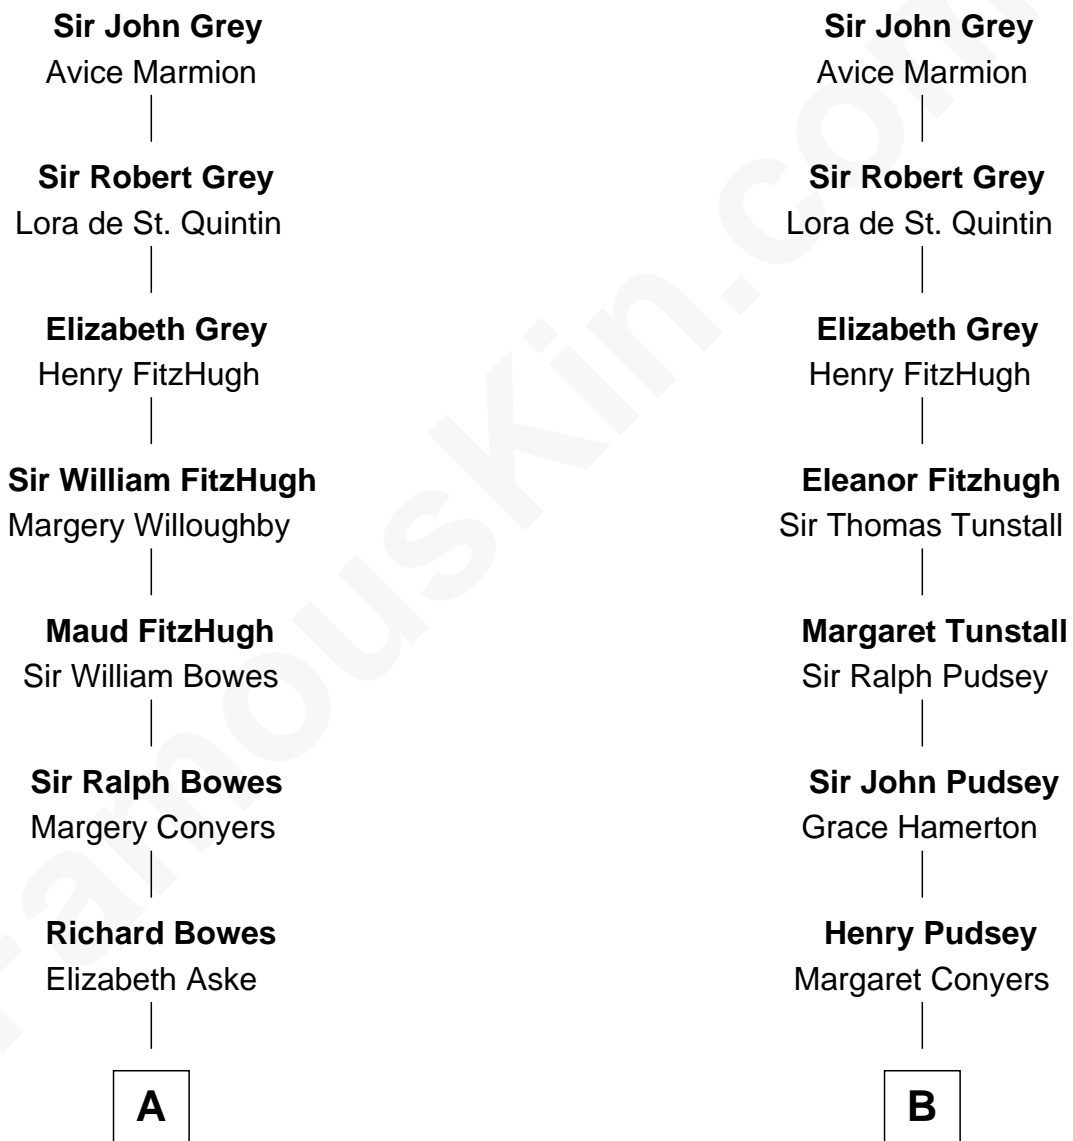 Sir John Grey
Avice Marmion
Sir Robert Grey
Lora de St. Quintin
Elizabeth Grey
Henry FitzHugh
Sir William FitzHugh
Margery Willoughby
Maud FitzHugh
Sir William Bowes
Sir Ralph Bowes
Margery Conyers
Richard Bowes
Elizabeth Aske
A
Sir John Grey
Avice Marmion
Sir Robert Grey
Lora de St. Quintin
Elizabeth Grey
Henry FitzHugh
Eleanor Fitzhugh
Sir Thomas Tunstall
Margaret Tunstall
Sir Ralph Pudsey
Sir John Pudsey
Grace Hamerton
Henry Pudsey
Margaret Conyers
B
FamousKin.com